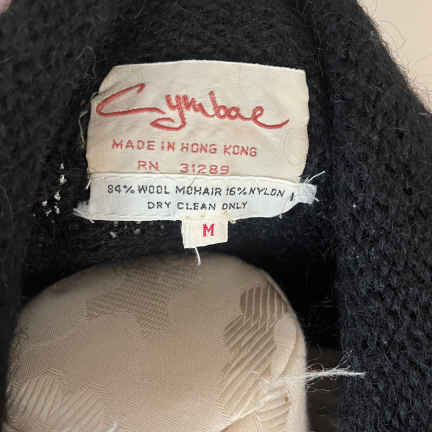 Cymbae
MADE IN HONG KONG
RN 31289
84% WOOL MOHAIR 16% NYLON
DRY CLEAN ONLY
M